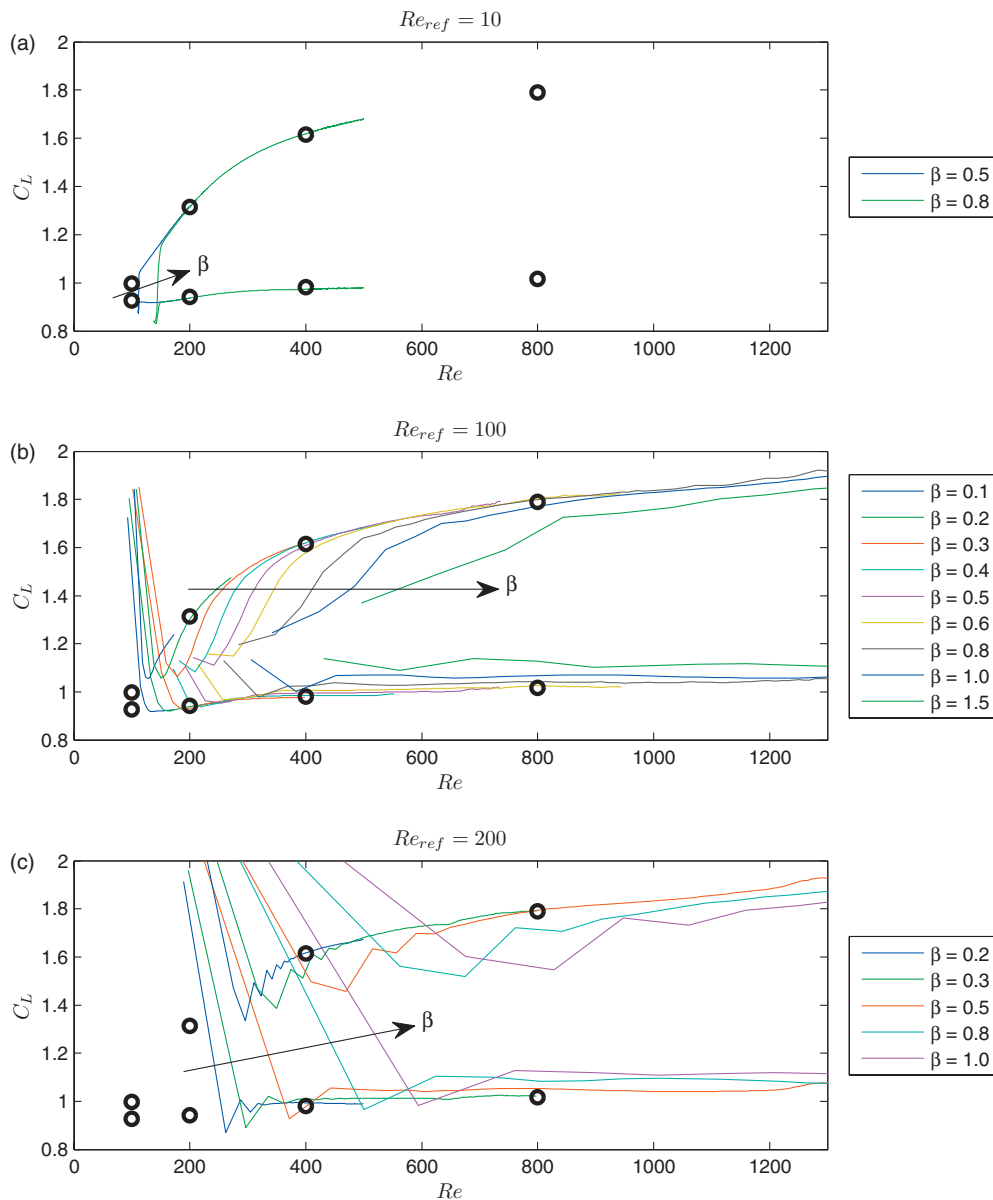 Re_ref = 10
(a)
2
1.8
1.6
1.4
1.2
1
0.8
C_L
β
0 200 400 600 800 1000 1200
Re
β = 0.5
β = 0.8
Re_ref = 100
(b)
2
1.8
1.6
1.4
1.2
1
0.8
C_L
β
0 200 400 600 800 1000 1200
Re
β = 0.1
β = 0.2
β = 0.3
β = 0.4
β = 0.5
β = 0.6
β = 0.8
β = 1.0
β = 1.5
Re_ref = 200
(c)
2
1.8
1.6
1.4
1.2
1
0.8
C_L
β
0 200 400 600 800 1000 1200
Re
β = 0.2
β = 0.3
β = 0.5
β = 0.8
β = 1.0